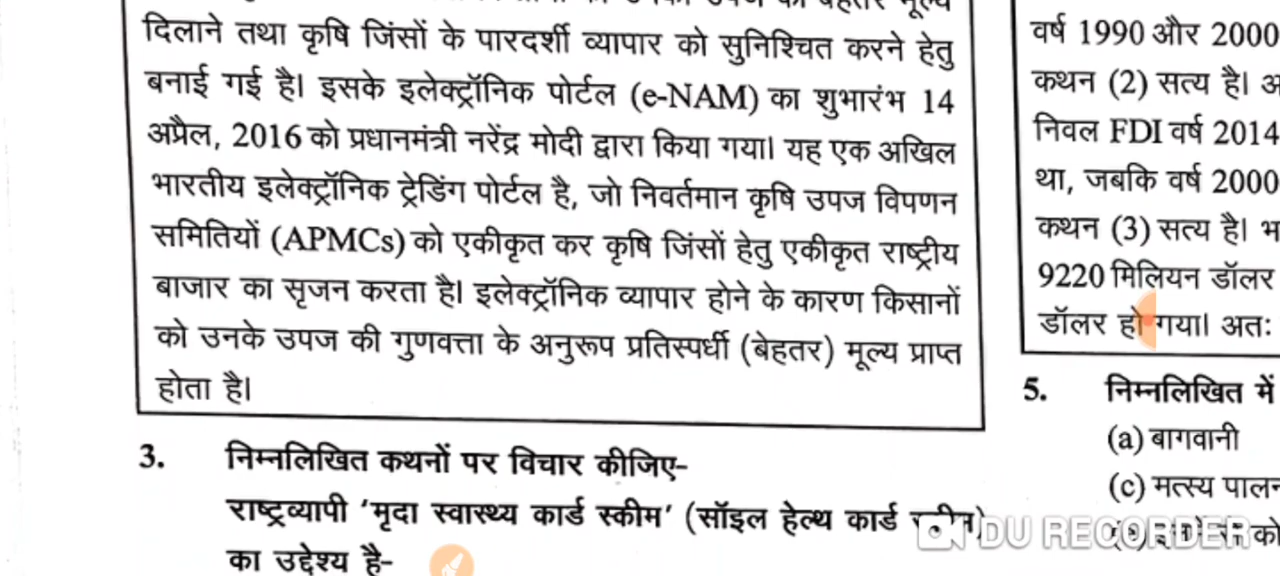 दिलाने तथा कृषि जिंसों के पारदर्शी व्यापार को सुनिश्चित करने हेतु
बनाई गई है। इसके इलेक्ट्रॉनिक पोर्टल (e-NAM) का शुभारंभ 14
अप्रैल, 2016 को प्रधानमंत्री नरेंद्र मोदी द्वारा किया गया। यह एक अखिल
भारतीय इलेक्ट्रॉनिक ट्रेडिंग पोर्टल है, जो निवर्तमान कृषि उपज विपणन
समितियों (APMCs) को एकीकृत कर कृषि जिंसों हेतु एकीकृत राष्ट्रीय
बाजार का सृजन करता है। इलेक्ट्रॉनिक व्यापार होने के कारण किसानों
को उनके उपज की गुणवत्ता के अनुरूप प्रतिस्पर्धी (बेहतर) मूल्य प्राप्त
होता है।
3. निम्नलिखित कथनों पर विचार कीजिए-
राष्ट्रव्यापी 'मृदा स्वास्थ्य कार्ड स्कीम' (सॉइल हेल्थ कार्ड
का उद्देश्य है-
वर्ष 1990 और 2000
कथन (2) सत्य है।
निवल FDI वर्ष 2014
था, जबकि वर्ष 2000
कथन (3) सत्य है।
9220 मिलियन डॉलर
डॉलर हो गया। अतः
5. निम्नलिखित में
(a) बागवानी
(c) मत्स्य पालन
DU RECORDER